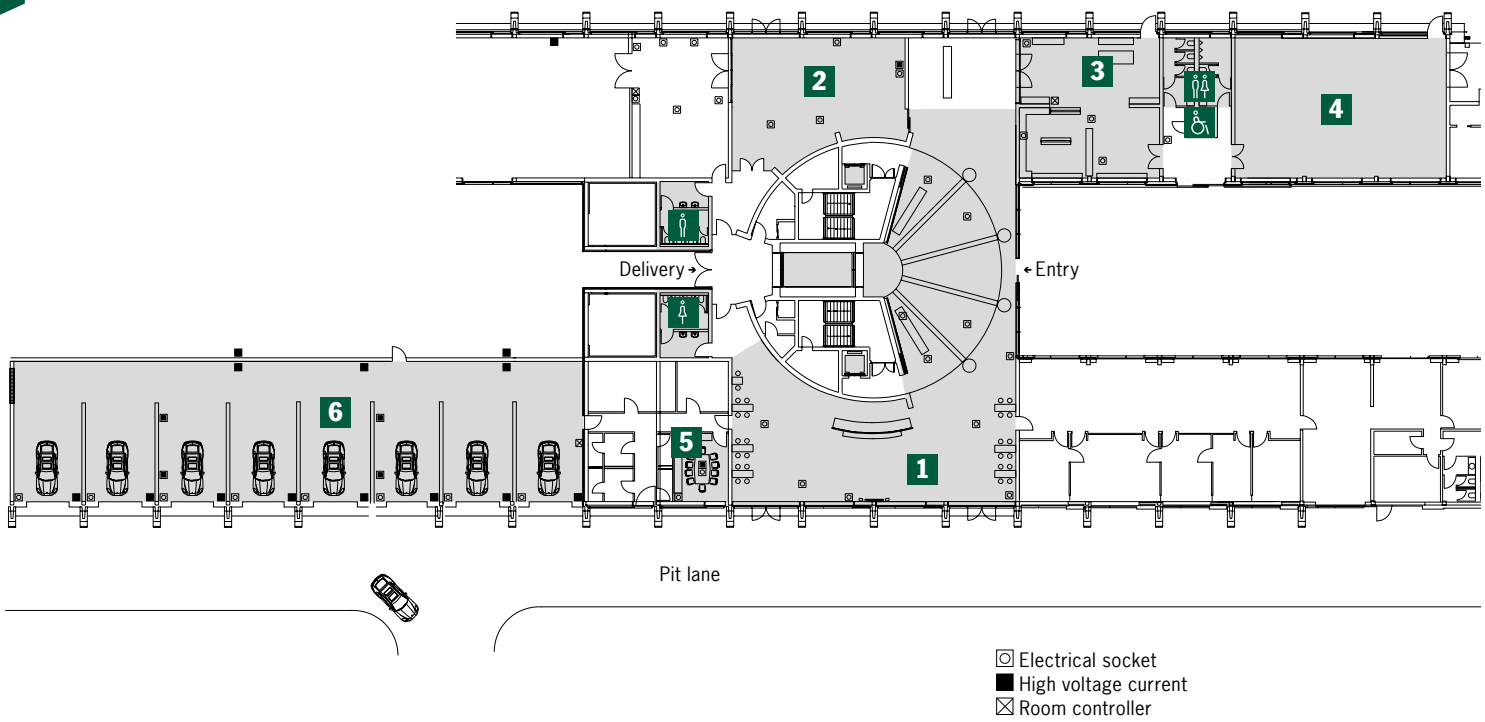 2
3
4
Delivery →
← Entry
6
5
1
Pit lane
Electrical socket
High voltage current
Room controller